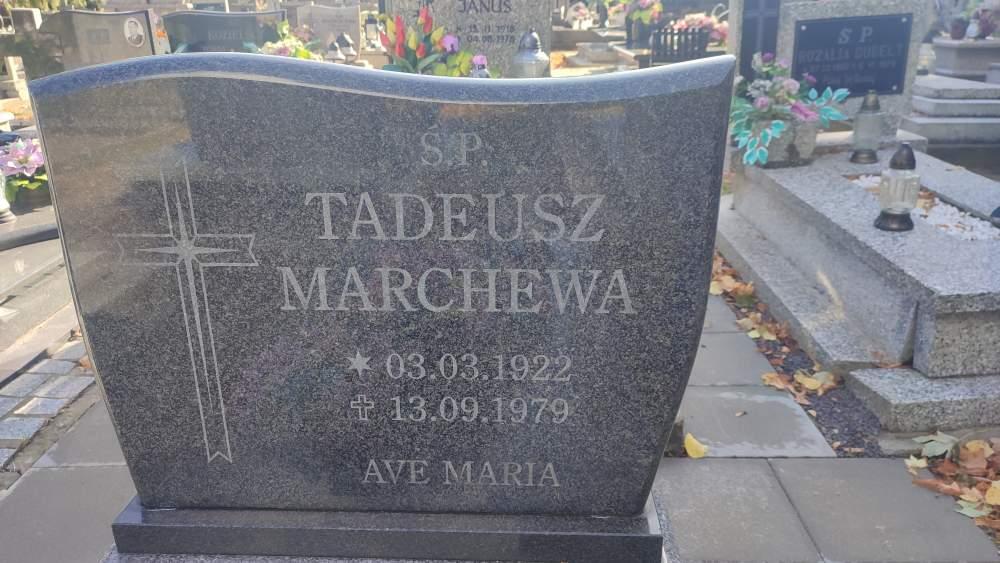 JANUS
Ś.P.
TADEUSZ
MARCHEWA
03.03.1922
13.09.1979
AVE MARIA
Ś P